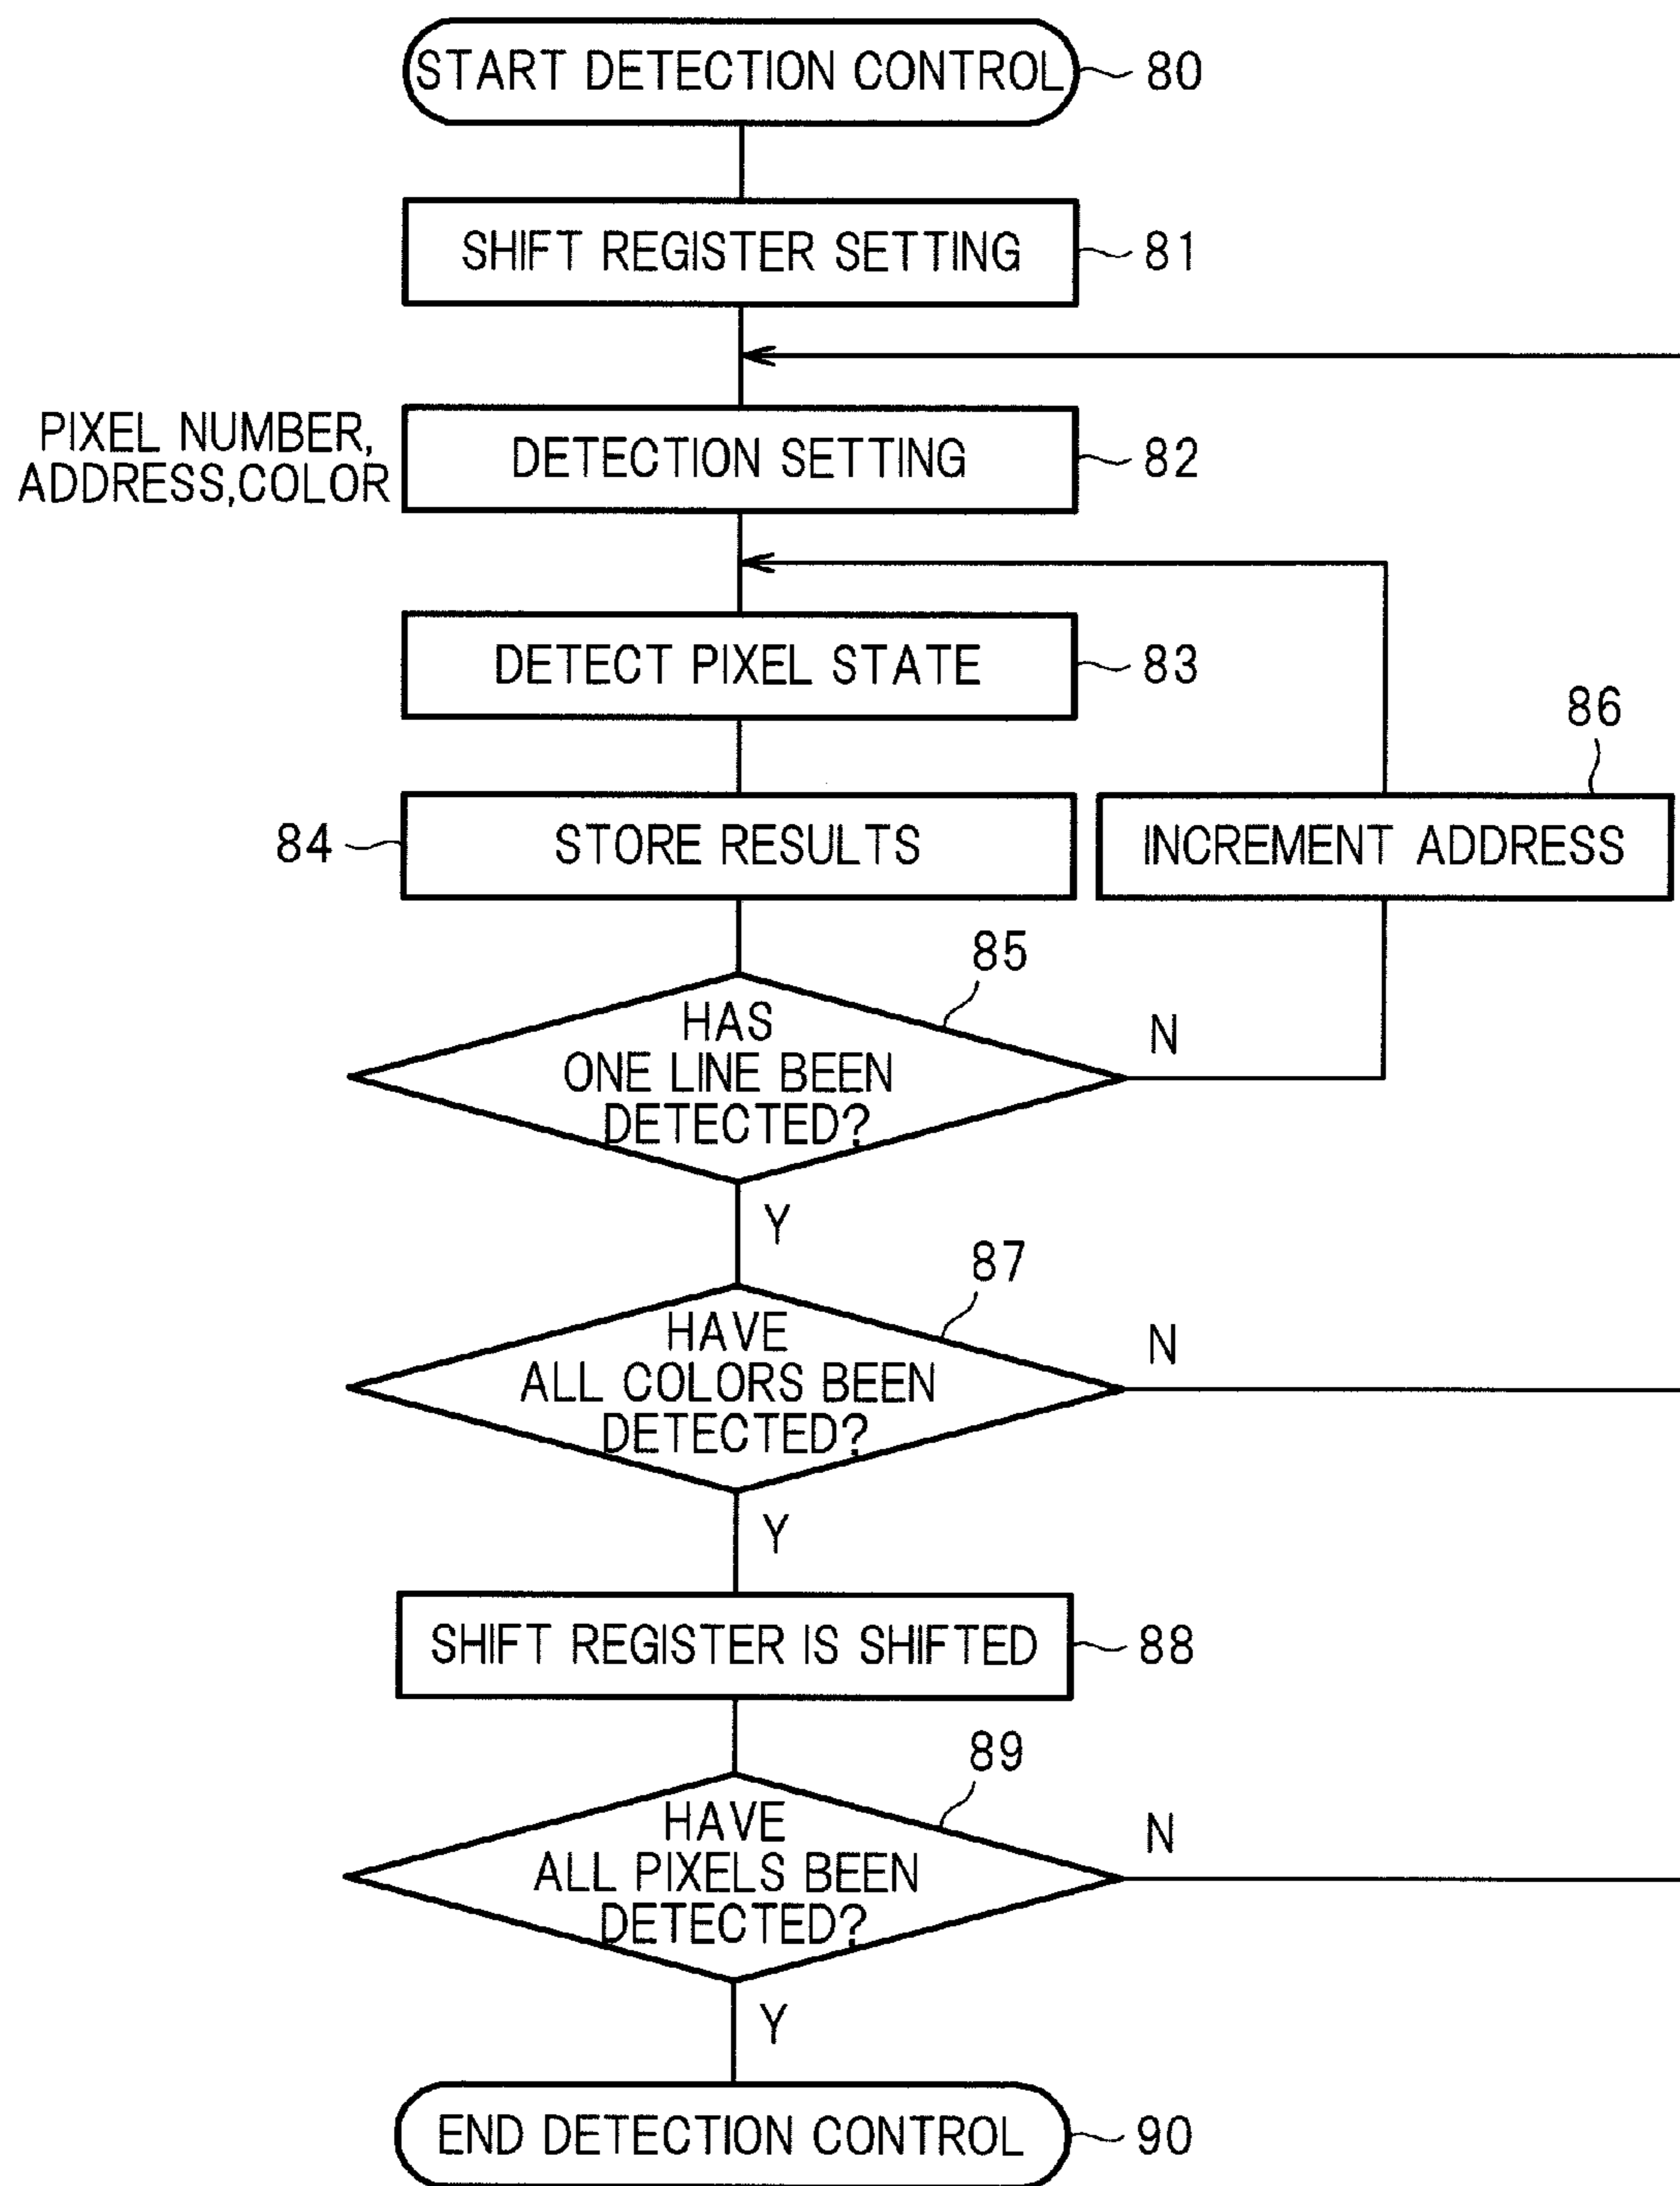 START DETECTION CONTROL 80
SHIFT REGISTER SETTING 81
PIXEL NUMBER,
ADDRESS,COLOR
DETECTION SETTING 82
DETECT PIXEL STATE 83
86
84 STORE RESULTS
INCREMENT ADDRESS
85
HAS
ONE LINE BEEN
DETECTED?
N
Y
87
HAVE
ALL COLORS BEEN
DETECTED?
N
Y
SHIFT REGISTER IS SHIFTED 88
89
HAVE
ALL PIXELS BEEN
DETECTED?
N
Y
END DETECTION CONTROL 90